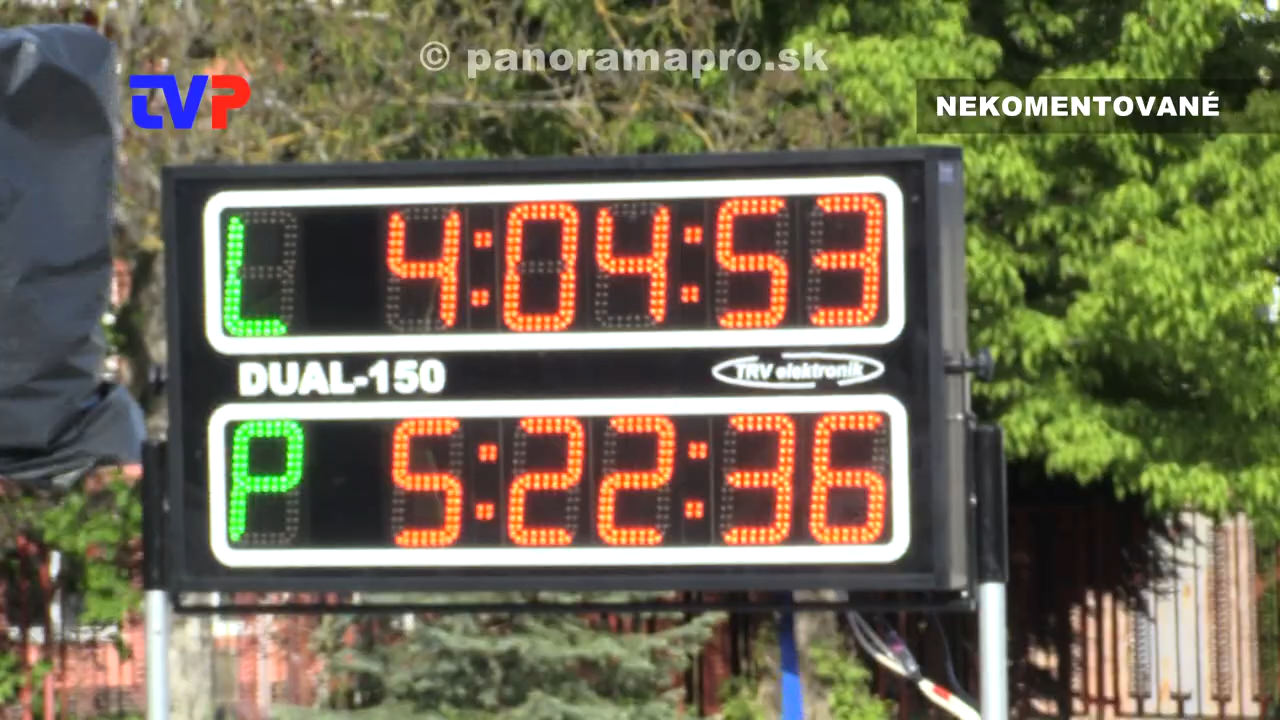 © panoramapro.sk
tVP
NEKOMENTOVANÉ
L 4:04:53
DUAL-150 TRV elektronik
P 5:22:36